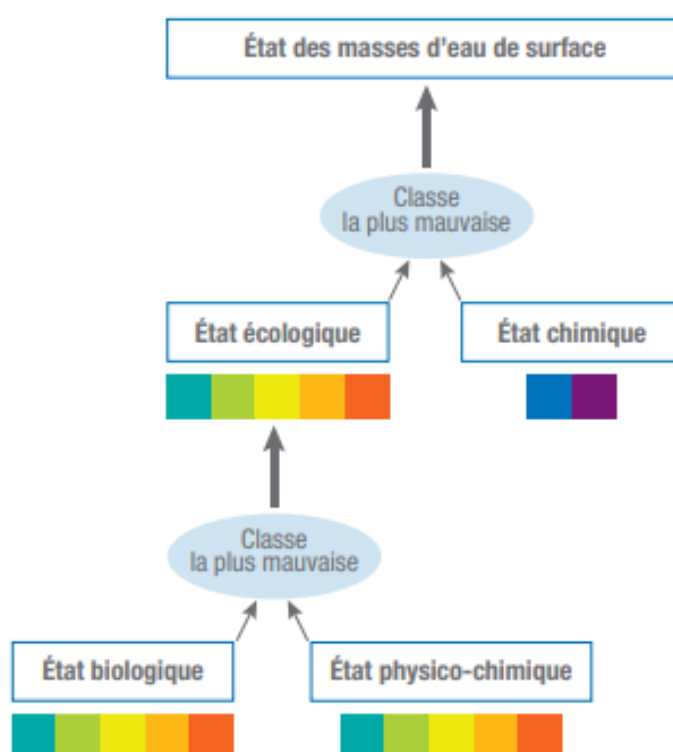 État des masses d'eau de surface
Classe
la plus mauvaise
État écologique
État chimique
Classe
la plus mauvaise
État biologique
État physico-chimique